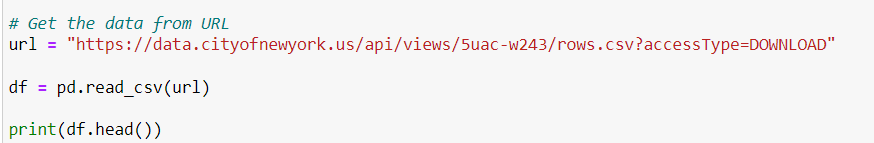 # Get the data from URL
url = "https://data.cityofnewyork.us/api/views/5uac-w243/rows.csv?accessType=DOWNLOAD"
df = pd.read_csv(url)
print(df.head())